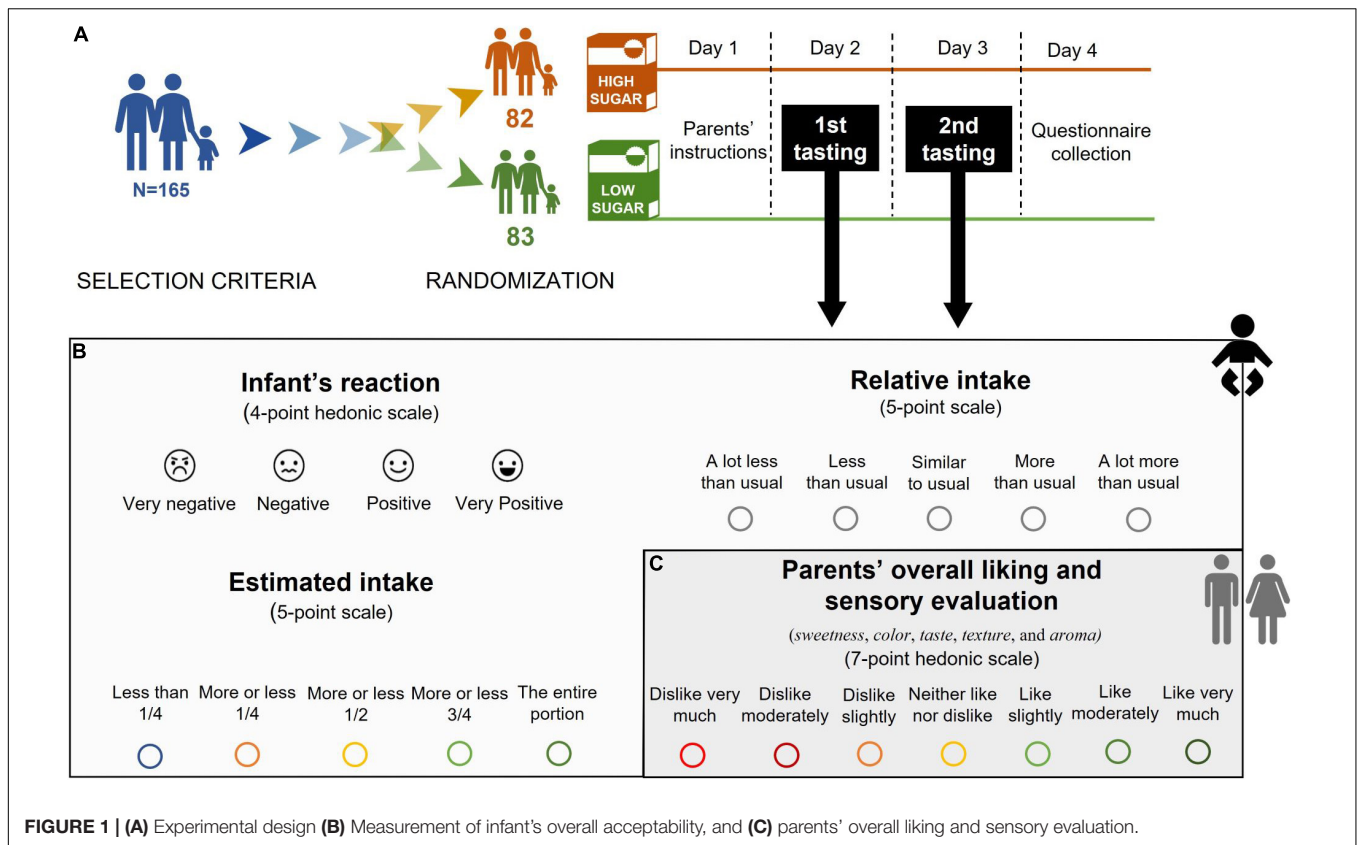 A
N=165
82
83
HIGH
SUGAR
LOW
SUGAR
Day 1
Day 2
Day 3
Day 4
Parents'
instructions
1st
tasting
2nd
tasting
Questionnaire
collection
SELECTION CRITERIA
RANDOMIZATION
B
Infant's reaction
(4-point hedonic scale)
Very negative
Negative
Positive
Very Positive
Relative intake
(5-point scale)
A lot less
than usual
Less
than usual
Similar
to usual
More
than usual
A lot more
than usual
Estimated intake
(5-point scale)
Less than
1/4
More or less
1/4
More or less
1/2
More or less
3/4
The entire
portion
C
Parents' overall liking and
sensory evaluation
(sweetness, color, taste, texture, and aroma)
(7-point hedonic scale)
Dislike very
much
Dislike
moderately
Dislike
slightly
Neither like
nor dislike
Like
slightly
Like
moderately
Like very
much
FIGURE 1 | (A) Experimental design (B) Measurement of infant's overall acceptability, and (C) parents' overall liking and sensory evaluation.